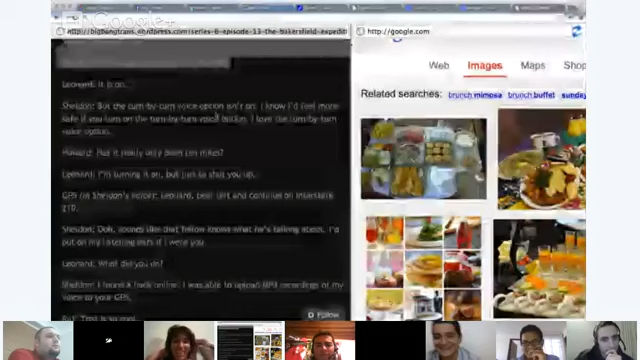 Google+
http://bigbangtrans.wordpress.com/series-6-episode-13-the-bakersfield-expedit
http://google.com
Leonard: It is on.
Sheldon: But the turn-by-turn voice option isn't on. I know I'd feel more
safe if you turn on the turn-by-turn voice option. I love the turn-by-turn
voice option.
Howard: Has it really only been ten miles?
Leonard: I'm turning it on, but just to shut you up.
GPS (in Sheldon's voice): Leonard, bear left and continue on Interstate
210.
Sheldon: Ooh, sounds like that fellow knows what he's talking about. I'd
put on my listening ears if I were you.
Leonard: What did you do?
Sheldon: I found a hack online. I was able to upload MP3 recordings of my
voice to your GPS.
Raj: That is so cool.
Follow
Web Images Maps Shop
Related searches: brunch mimosa brunch buffet sunday